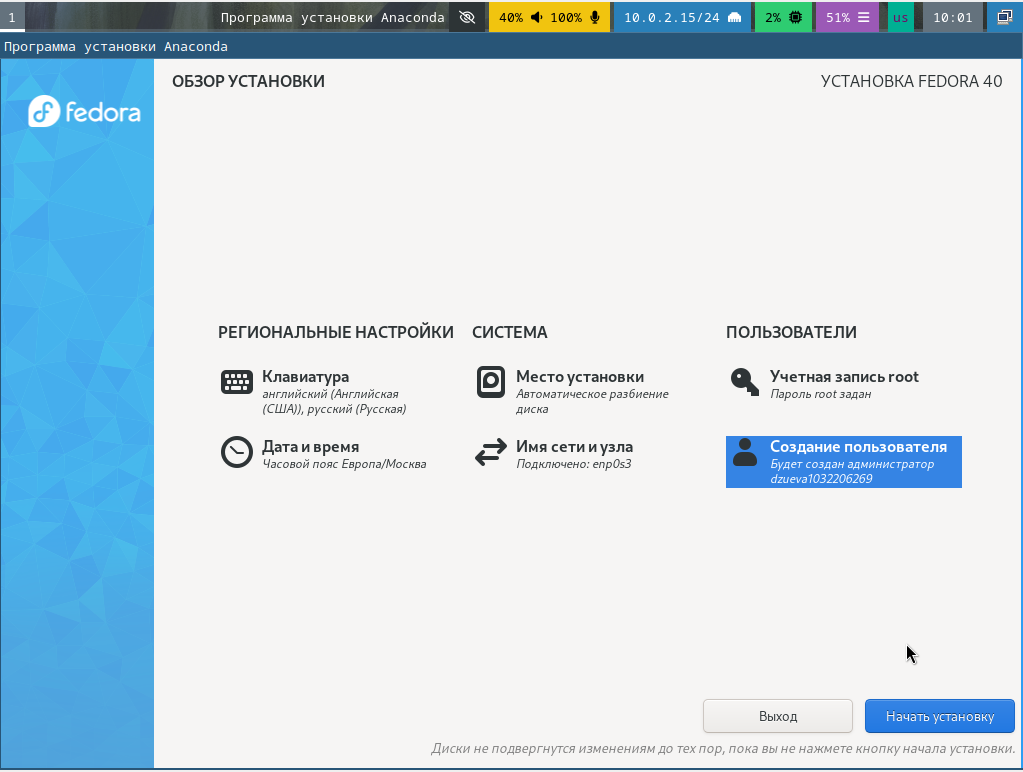 1 Программа установки Anaconda 40% 100% 10.0.2.15/24 2% 51% us 10:01
Программа установки Anaconda
fedora
ОБЗОР УСТАНОВКИ
УСТАНОВКА FEDORA 40
РЕГИОНАЛЬНЫЕ НАСТРОЙКИ
Клавиатура
английский (Английская
(США)), русский (Русская)
Дата и время
Часовой пояс Европа/Москва
СИСТЕМА
Место установки
Автоматическое разбиение
диска
Имя сети и узла
Подключено: enp0s3
ПОЛЬЗОВАТЕЛИ
Учетная запись root
Пароль root задан
Создание пользователя
Будет создан администратор
dzueva1032206269
Выход
Начать установку
Диски не подвергнутся изменениям до тех пор, пока вы не нажмете кнопку начала установки.